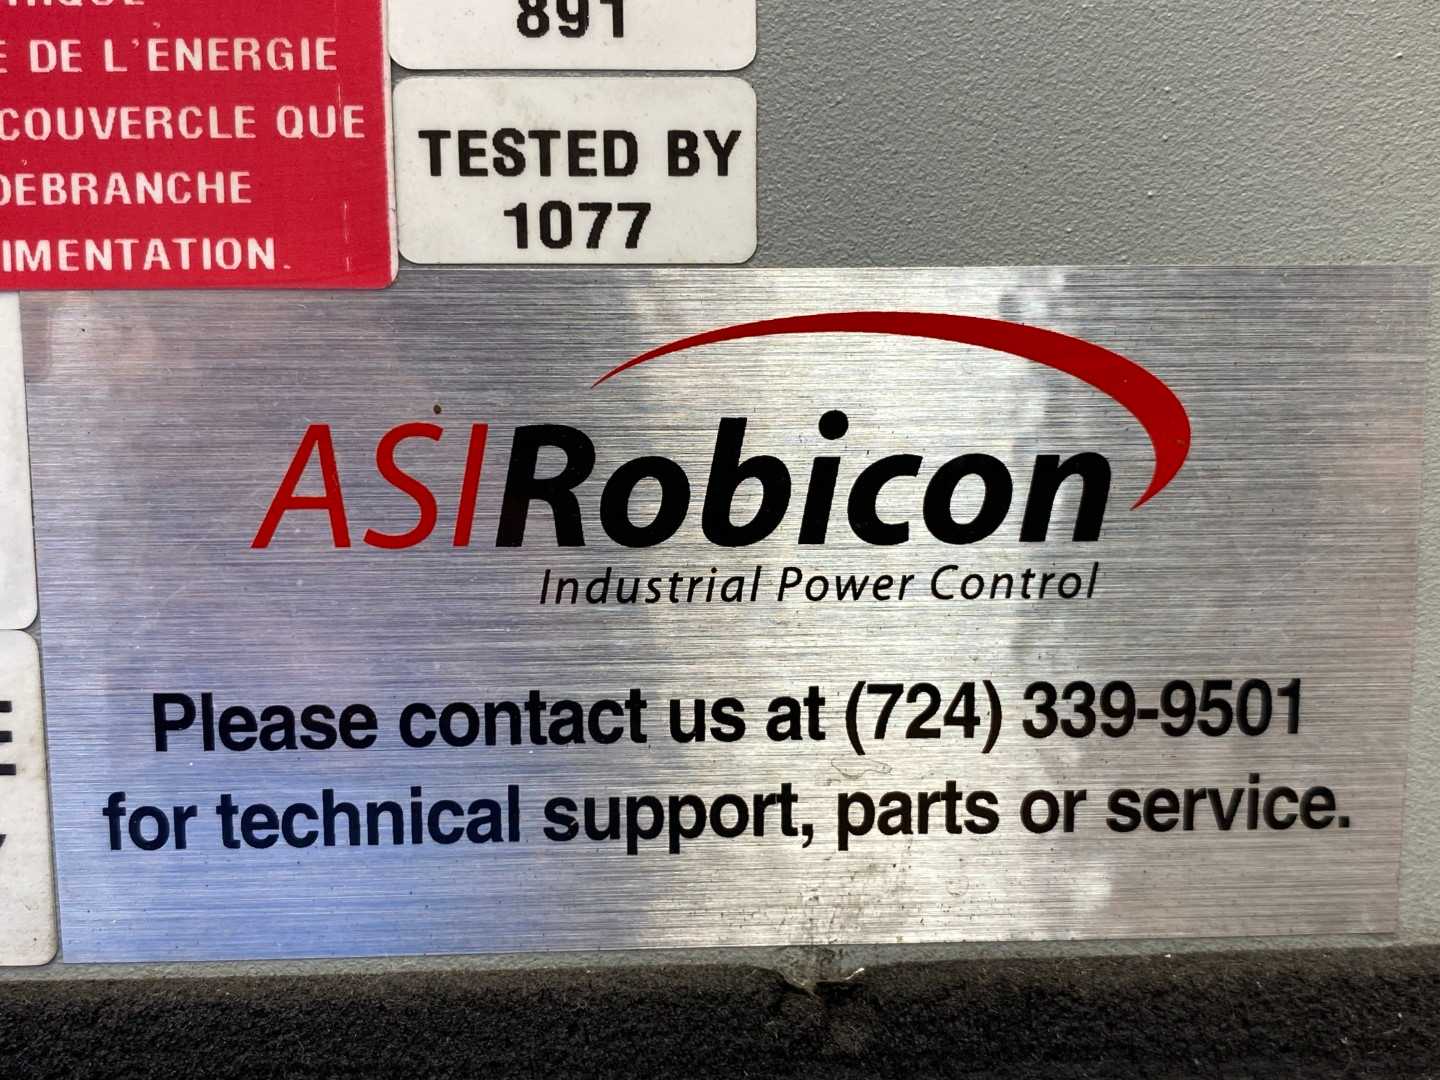 DE L'ENERGIE
COUVERCLE QUE
DEBRANCHE
IMENTATION.
891
TESTED BY
1077
ASIRobicon
Industrial Power Control
Please contact us at (724) 339-9501
for technical support, parts or service.